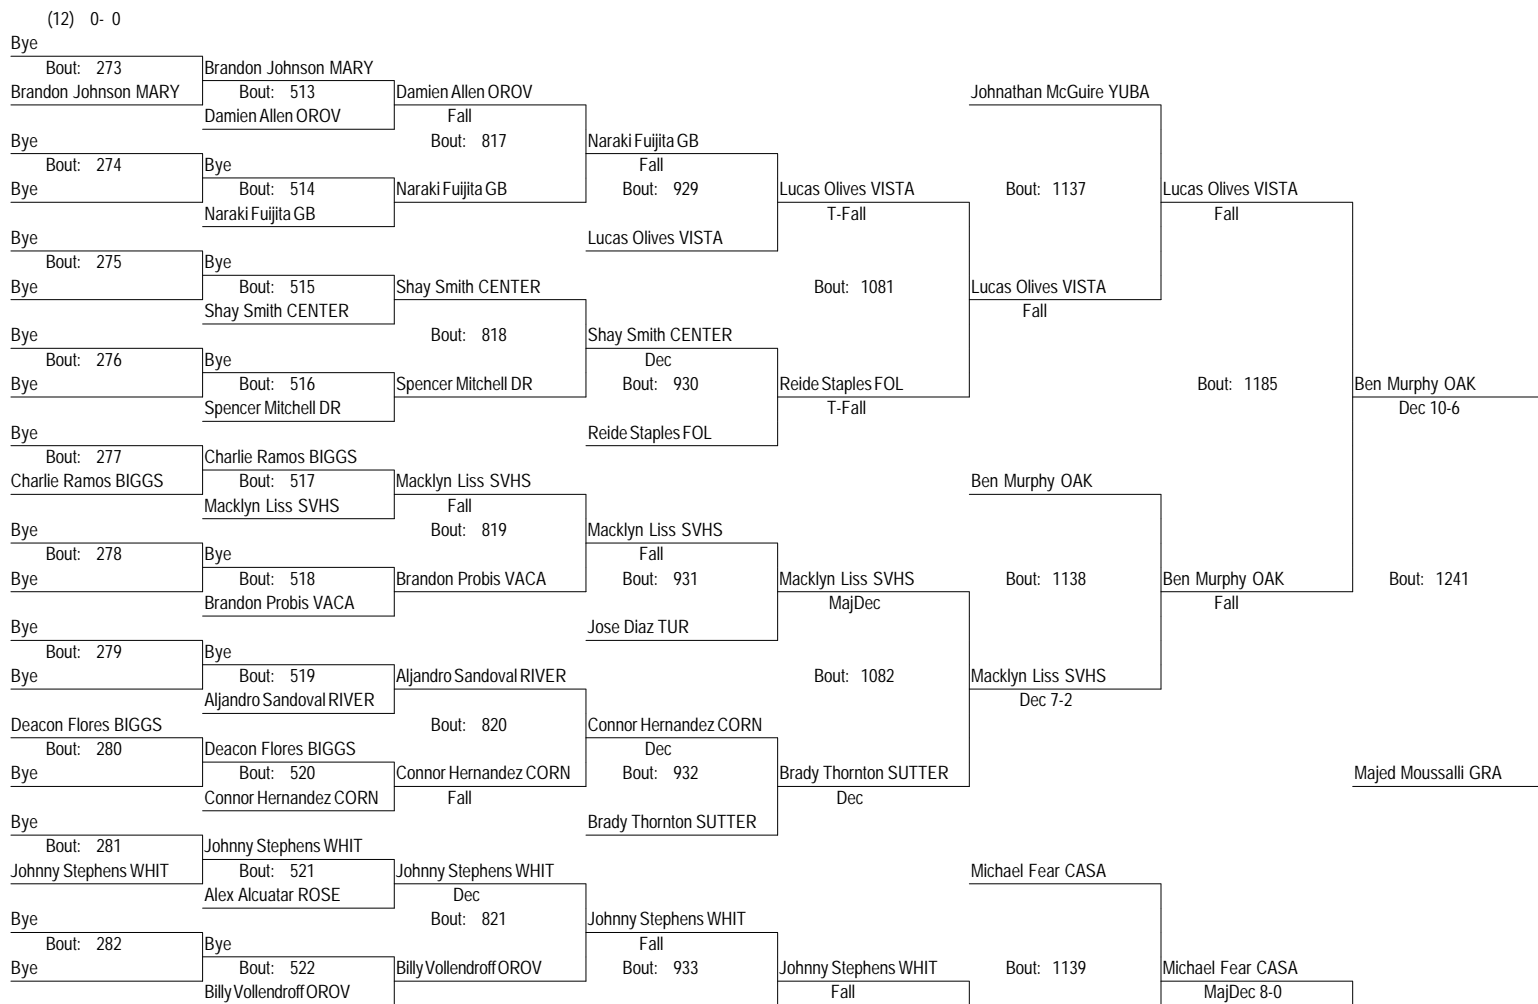 (12) 0- 0
Bye
Bout: 273
Brandon Johnson MARY
Brandon Johnson MARY
Bout: 513
Damien Allen OROV
Damien Allen OROV
Fall
Bout: 817
Bye
Bout: 274
Bye
Bye
Bout: 514
Naraki Fuijita GB
Naraki Fuijita GB
Naraki Fuijita GB
Fall
Bout: 929
Lucas Olives VISTA
Lucas Olives VISTA
T-Fall
Bout: 1081
Bye
Bout: 275
Bye
Bye
Bout: 515
Shay Smith CENTER
Shay Smith CENTER
Bout: 818
Bye
Bout: 276
Bye
Bye
Bout: 516
Spencer Mitchell DR
Spencer Mitchell DR
Shay Smith CENTER
Dec
Bout: 930
Reide Staples FOL
Reide Staples FOL
T-Fall
Johnathan McGuire YUBA
Bout: 1137
Lucas Olives VISTA
Fall
Lucas Olives VISTA
Fall
Bout: 1185
Bye
Bout: 277
Charlie Ramos BIGGS
Charlie Ramos BIGGS
Bout: 517
Macklyn Liss SVHS
Macklyn Liss SVHS
Fall
Bout: 819
Bye
Bout: 278
Bye
Bye
Bout: 518
Brandon Probis VACA
Brandon Probis VACA
Macklyn Liss SVHS
Fall
Bout: 931
Jose Diaz TUR
Macklyn Liss SVHS
MajDec
Bout: 1082
Bye
Bout: 279
Bye
Bye
Bout: 519
Aljandro Sandoval RIVER
Aljandro Sandoval RIVER
Bout: 820
Deacon Flores BIGGS
Bout: 280
Bye
Deacon Flores BIGGS
Bout: 520
Connor Hernandez CORN
Connor Hernandez CORN
Fall
Connor Hernandez CORN
Dec
Bout: 932
Brady Thornton SUTTER
Brady Thornton SUTTER
Dec
Ben Murphy OAK
Bout: 1138
Macklyn Liss SVHS
Dec 7-2
Ben Murphy OAK
Fall
Ben Murphy OAK
Dec 10-6
Bout: 1241
Majed Moussalli GRA
Bye
Bout: 281
Johnny Stephens WHIT
Johnny Stephens WHIT
Bout: 521
Alex Alcuatar ROSE
Johnny Stephens WHIT
Dec
Bout: 821
Bye
Bout: 282
Bye
Bye
Bout: 522
Billy Vollendroff OROV
Billy Vollendroff OROV
Johnny Stephens WHIT
Fall
Bout: 933
Johnny Stephens WHIT
Fall
Michael Fear CASA
Bout: 1139
Michael Fear CASA
MajDec 8-0